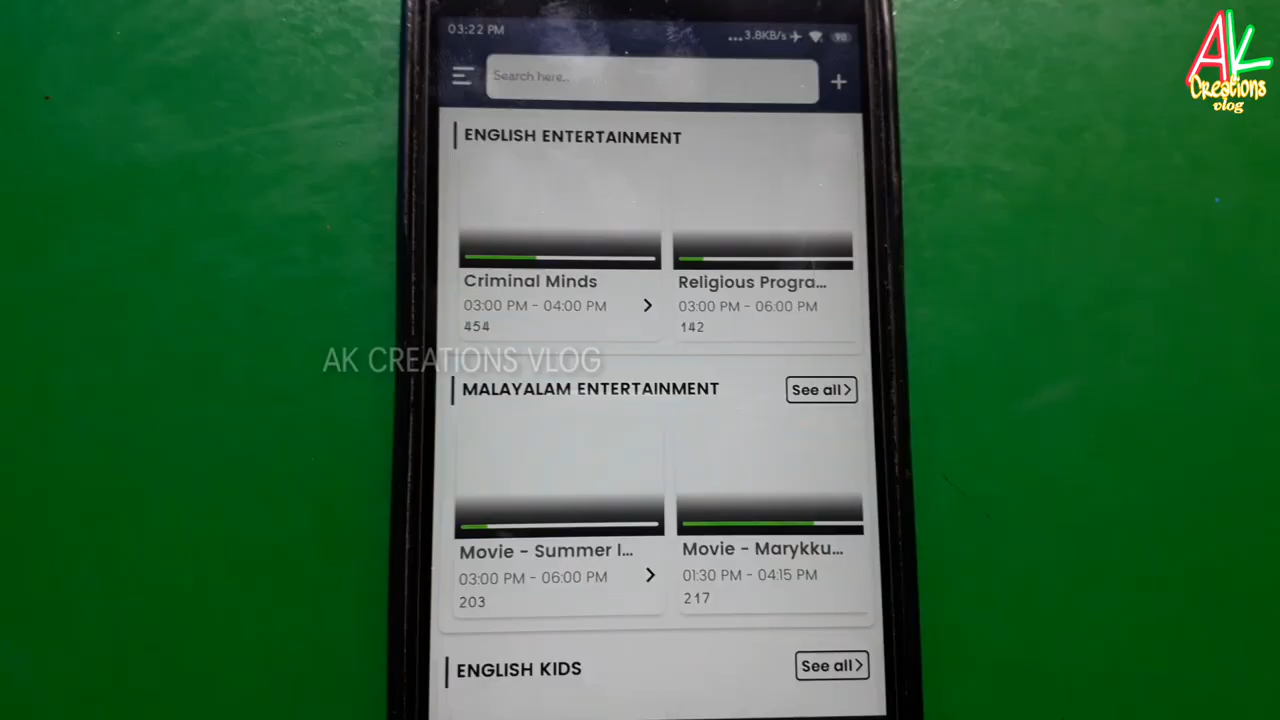 03:22 PM
...3.8KB/s
90
Search here..
ENGLISH ENTERTAINMENT
Criminal Minds
03:00 PM - 04:00 PM
454
Religious Progra...
03:00 PM - 06:00 PM
142
MALAYALAM ENTERTAINMENT
See all
Movie - Summer I...
03:00 PM - 06:00 PM
203
Movie - Marykku...
01:30 PM - 04:15 PM
217
ENGLISH KIDS
See all
AK CREATIONS VLOG
AK
Creations
vlog